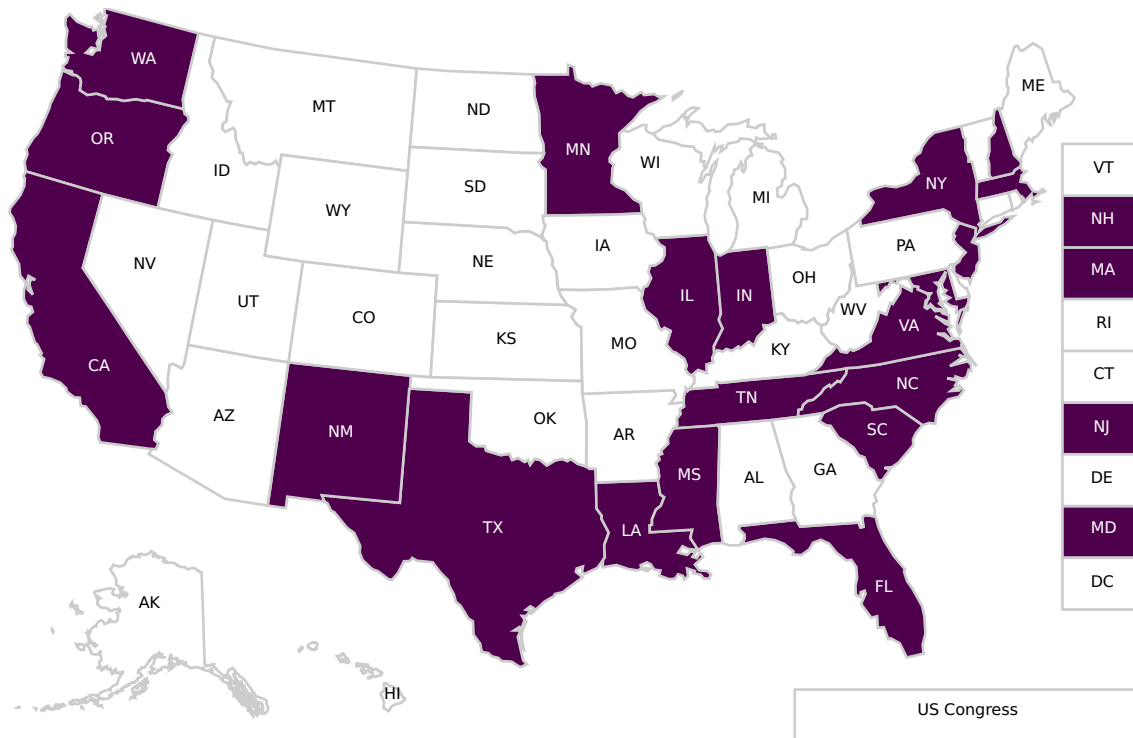 WA
MT
ND
ME
OR
MN
ID
WI
SD
NY
MI
WY
IA
PA
NV
NE
OH
UT
CO
IL
IN
WV
VA
KS
MO
KY
CA
NC
TN
AZ
NM
OK
AR
SC
MS
AL
GA
TX
LA
FL
AK
HI
VT
NH
MA
RI
CT
NJ
DE
MD
DC
US Congress